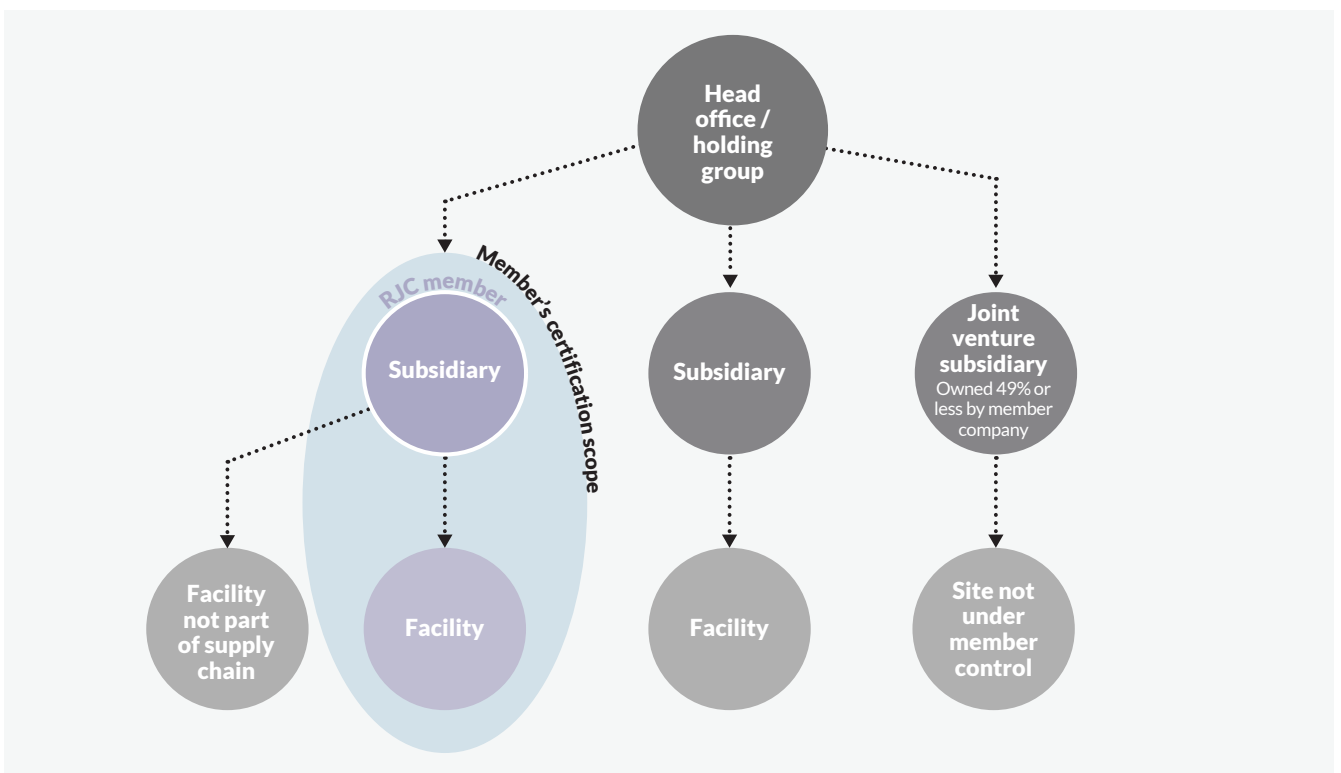 Head
office /
holding
group
Member's certification scope
RJC member
Subsidiary
Subsidiary
Joint
venture
subsidiary
Owned 49% or
less by member
company
Facility
not part
of supply
chain
Facility
Facility
Site not
under
member
control